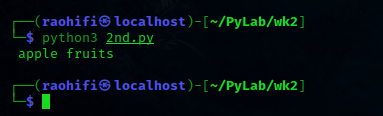 ┌──(raohifi㉿localhost)-[~/PyLab/wk2]
└─$ python3 2nd.py
apple fruits
┌──(raohifi㉿localhost)-[~/PyLab/wk2]
└─$